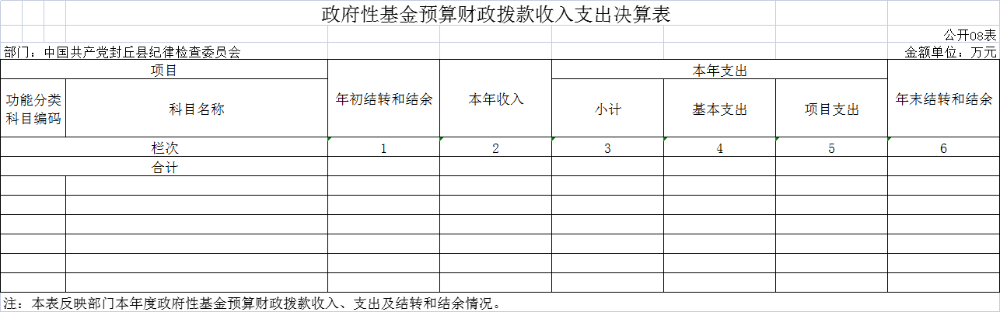 政府性基金预算财政拨款收入支出决算表
公开08表
部门：中国共产党封丘县纪律检查委员会 金额单位：万元
项目 年初结转和结余 本年收入 本年支出 年末结转和结余
功能分类科目编码 科目名称 小计 基本支出 项目支出
栏次 1 2 3 4 5 6
合计
注：本表反映部门本年度政府性基金预算财政拨款收入、支出及结转和结余情况。